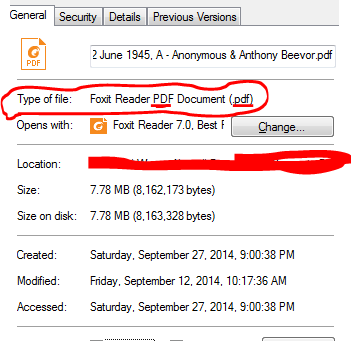 General Security Details Previous Versions
PDF
2 June 1945, A - Anonymous & Anthony Beevor.pdf
Type of file: Foxit Reader PDF Document (.pdf)
Opens with: Foxit Reader 7.0, Best F Change...
Location:
Size: 7.78 MB (8,162,173 bytes)
Size on disk: 7.78 MB (8,163,328 bytes)
Created: Saturday, September 27, 2014, 9:00:38 PM
Modified: Friday, September 12, 2014, 10:17:36 AM
Accessed: Saturday, September 27, 2014, 9:00:38 PM